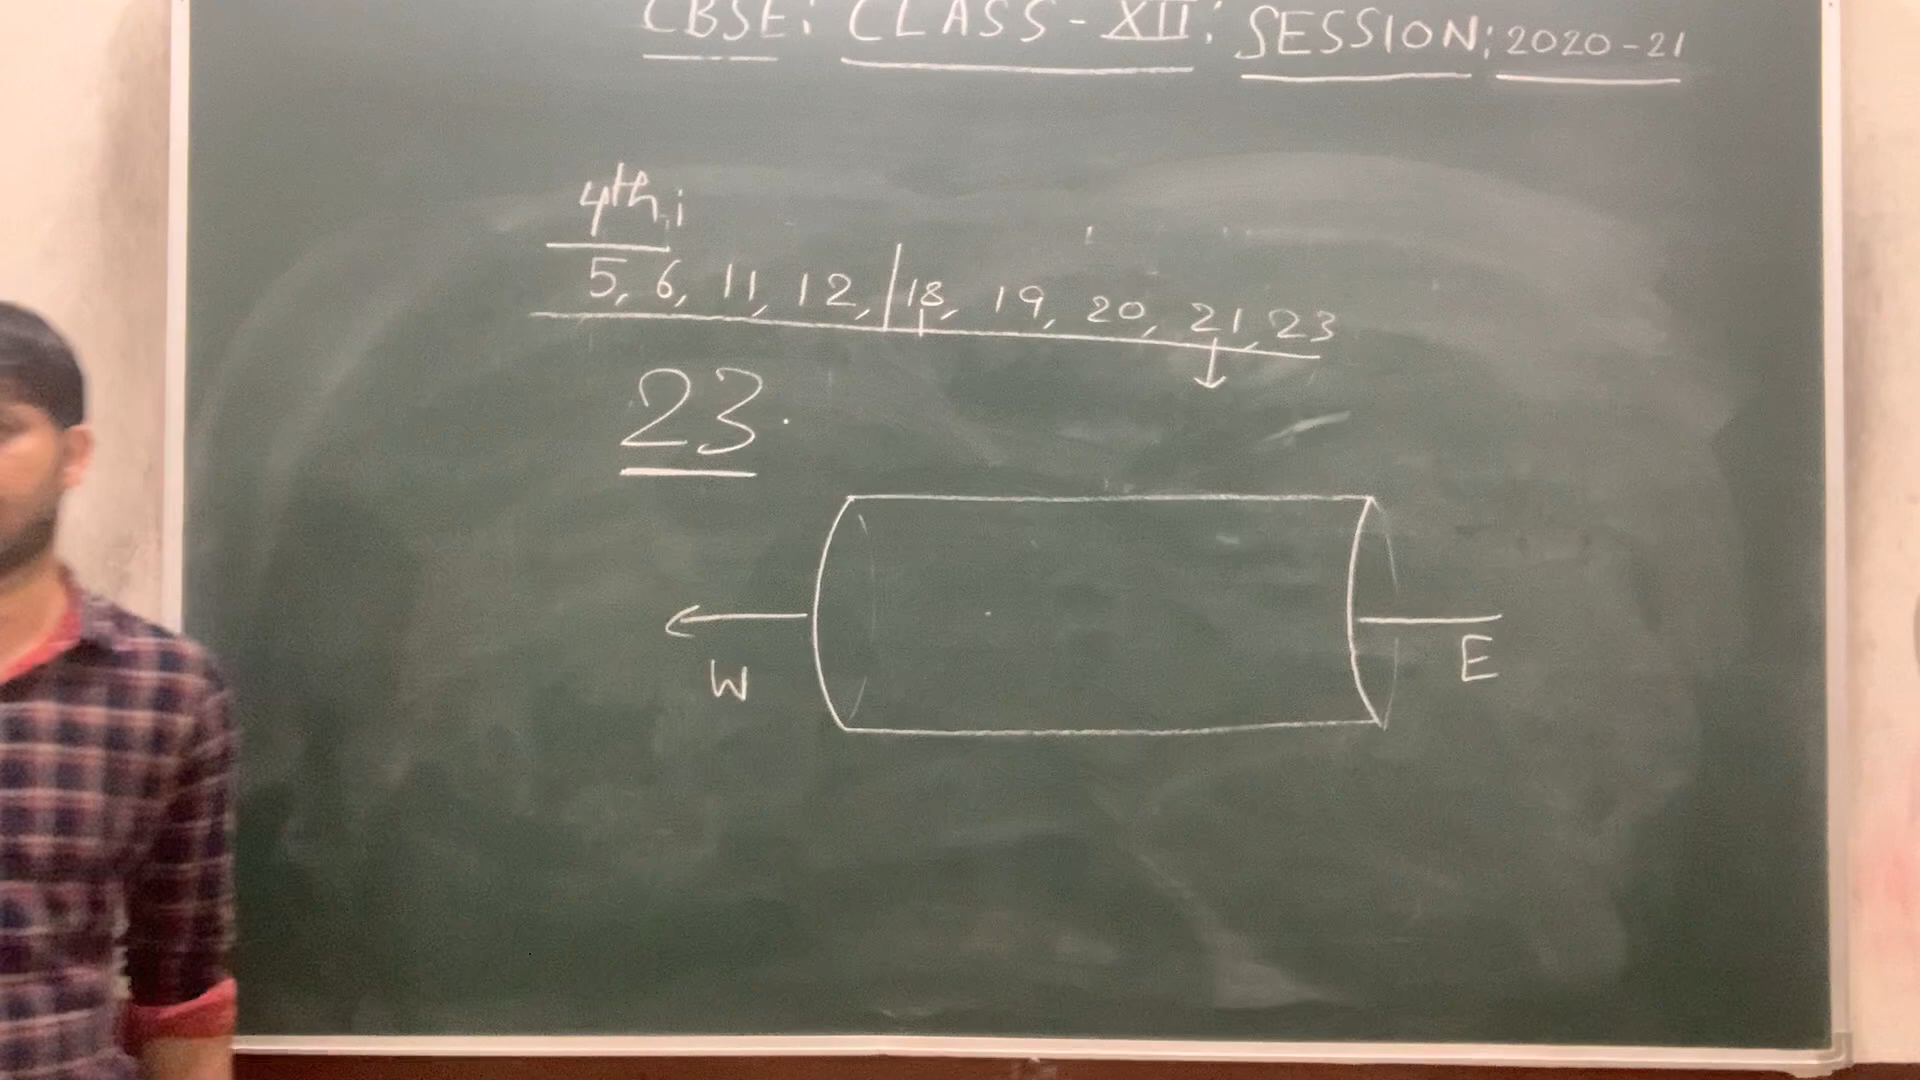 CBSE: CLASS-XII: SESSION: 2020-21
4th:
5, 6, 11, 12, 18, 19, 20, 21, 23
23.
W
E